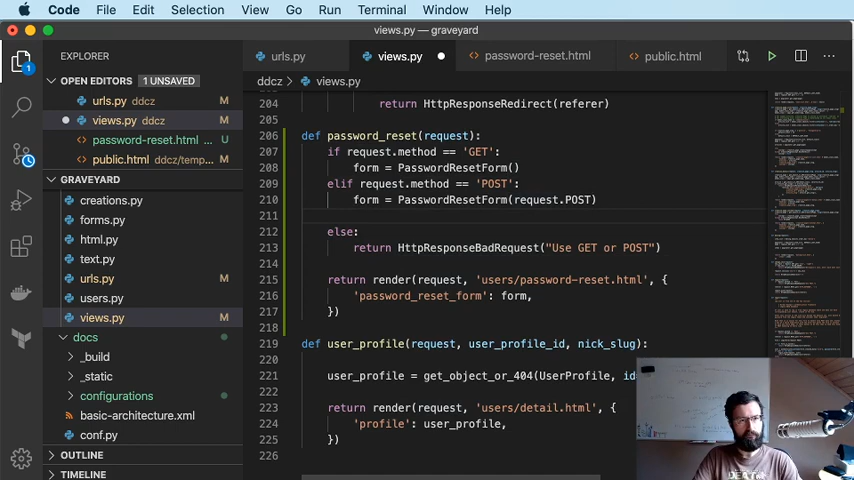 Code File Edit Selection View Go Run Terminal Window Help
views.py — graveyard
EXPLORER
urls.py
views.py
password-reset.html
public.html
OPEN EDITORS 1 UNSAVED
urls.py ddcz M
views.py ddcz M
password-reset.html ... U
public.html ddcz/temp... M
GRAVEYARD
creations.py
forms.py
html.py
text.py
urls.py M
users.py
views.py M
docs
_build
_static
configurations
basic-architecture.xml
conf.py
OUTLINE
TIMELINE
1
ddcz > views.py
204 return HttpResponseRedirect(referer)
205
206 def password_reset(request):
207 if request.method == 'GET':
208 form = PasswordResetForm()
209 elif request.method == 'POST':
210 form = PasswordResetForm(request.POST)
211
212 else:
213 return HttpResponseBadRequest("Use GET or POST")
214
215 return render(request, 'users/password-reset.html', {
216 'password_reset_form': form,
217 })
218
219 def user_profile(request, user_profile_id, nick_slug):
220
221 user_profile = get_object_or_404(UserProfile, id=
222
223 return render(request, 'users/detail.html', {
224 'profile': user_profile,
225 })
226